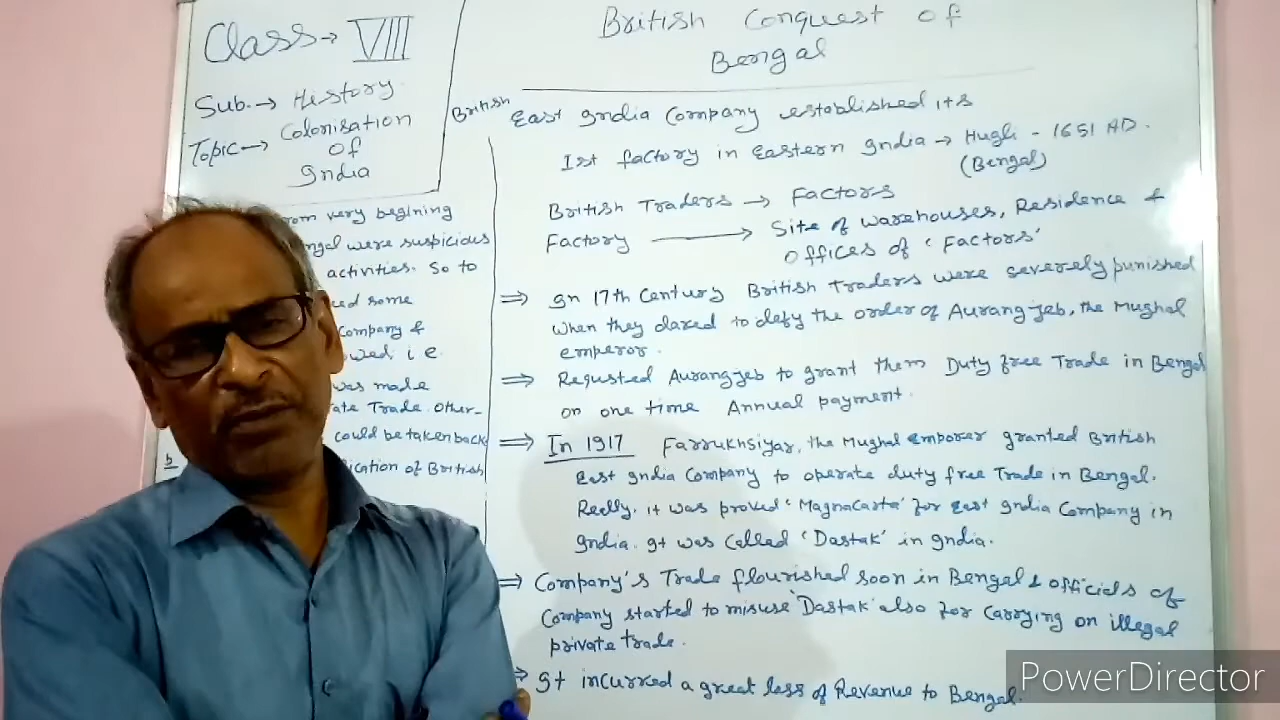 Class→ VIII
Sub.→ History.
Topic→ Colonisation
of
India
rom very begining
ngal were suspicious
activities. So to
ed some
Company &
owed i e
was made
ate Trade. Other-
could be taken back
b
ication of British
British Conquest of
Bengal
British East India Company established its
Ist factory in Eastern India → Hugli - 1651 AD.
(Bengal)
British Traders → Factors
Factory → Site of warehouses, Residence &
offices of 'Factors'
⇒ In 17th Century British Traders were severely punished
when they dared to defy the order of Aurangjeb, the Mughal
emperor.
⇒ Requsted Aurangjeb to grant them Duty free Trade in Bengal
on one time Annual payment.
⇒ In 1917 Farrukhsiyar, the Mughal emporer granted British
East India Company to operate duty free Trade in Bengal.
Really, it was proved 'MagnaCarta' for East India Company in
India. It was called 'Dastak' in India.
⇒ Company's Trade flourished soon in Bengal & officials of
Company started to misuse 'Dastak' also for carrying on illegal
private trade.
⇒ It incurred a great loss of Revenue to Bengal.
PowerDirector